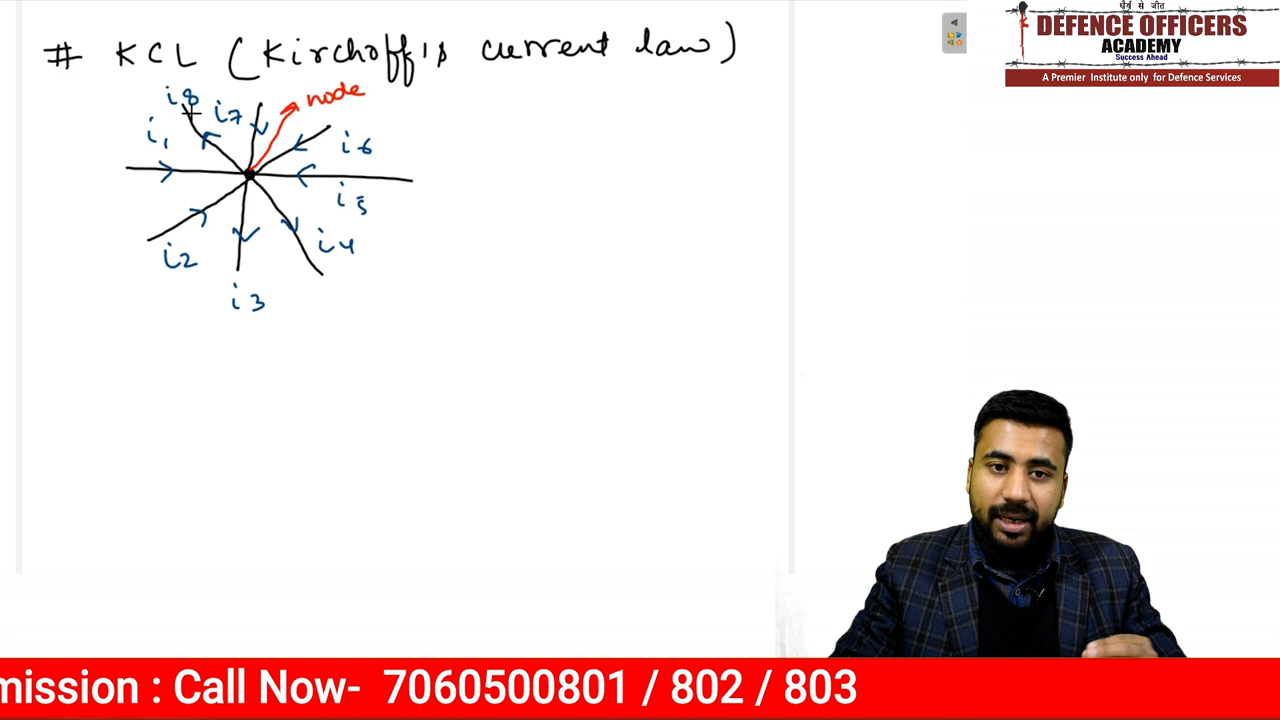 # KCL (Kirchoff's current law)
i8
i7
node
i1
i6
i5
i2
i4
i3
DEFENCE OFFICERS
ACADEMY
Success Ahead
A Premier Institute only for Defence Services
mission : Call Now- 7060500801 / 802 / 803